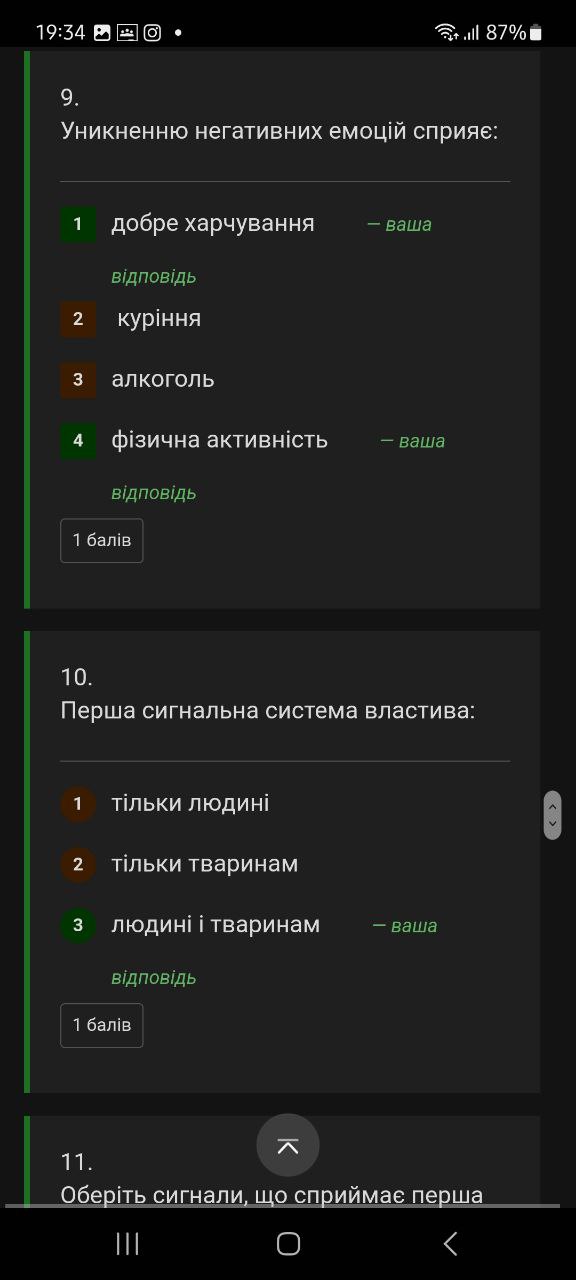 19:34 87%
9.
Уникненню негативних емоцій сприяє:
1 добре харчування — ваша
відповідь
2 куріння
3 алкоголь
4 фізична активність — ваша
відповідь
1 балів
10.
Перша сигнальна система властива:
1 тільки людині
2 тільки тваринам
3 людині і тваринам — ваша
відповідь
1 балів
11.
Оберіть сигнали, що сприймає перша